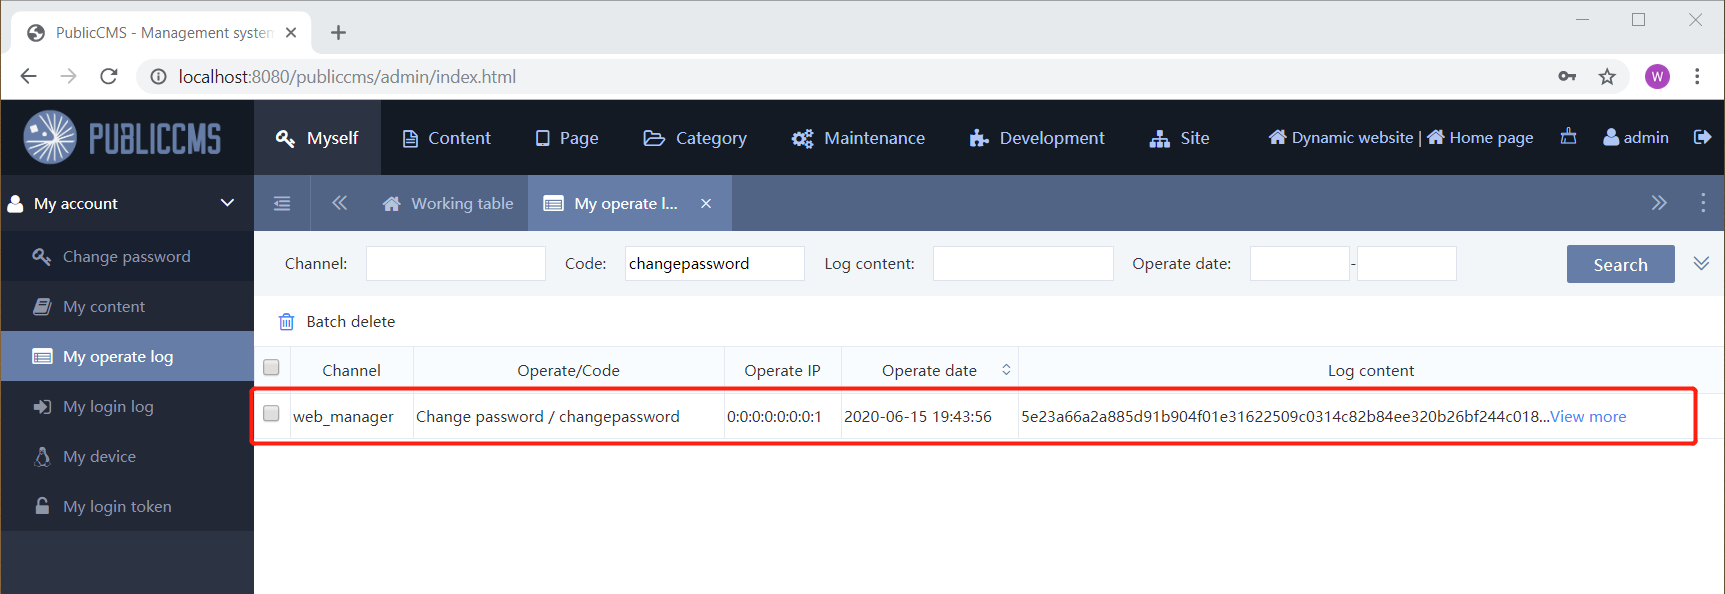 PublicCMS - Management system
localhost:8080/publiccms/admin/index.html
W
PUBLICCMS
Myself
Content
Page
Category
Maintenance
Development
Site
Dynamic website | Home page
admin
My account
Working table
My operate l...
Change password
My content
My operate log
My login log
My device
My login token
Channel:
Code: changepassword
Log content:
Operate date: -
Search
Batch delete
Channel Operate/Code Operate IP Operate date Log content
web_manager Change password / changepassword 0:0:0:0:0:0:0:1 2020-06-15 19:43:56 5e23a66a2a885d91b904f01e31622509c0314c82b84ee320b26bf244c018...View more